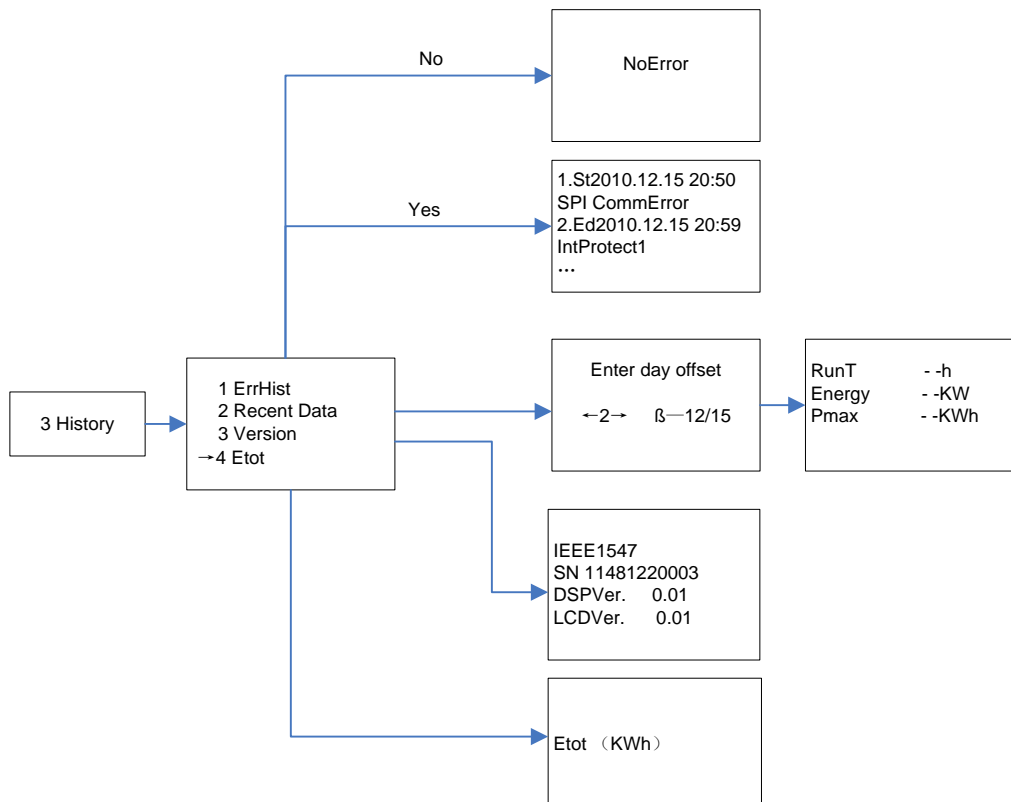 No
NoError
Yes
1.St2010.12.15 20:50
SPI CommError
2.Ed2010.12.15 20:59
IntProtect1
…
3 History
1 ErrHist
2 Recent Data
3 Version
→4 Etot
Enter day offset
←2→ ß—12/15
RunT - -h
Energy - -KW
Pmax - -KWh
IEEE1547
SN 11481220003
DSPVer. 0.01
LCDVer. 0.01
Etot （KWh）